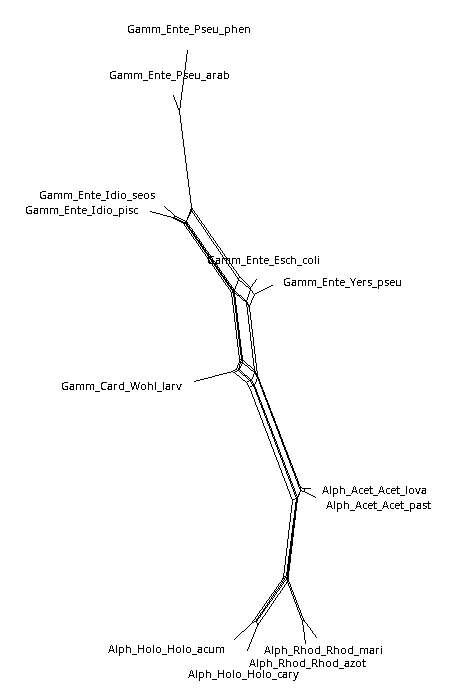 Gamm_Ente_Pseu_phen
Gamm_Ente_Pseu_arab
Gamm_Ente_Idio_seos
Gamm_Ente_Idio_pisc
Gamm_Ente_Esch_coli
Gamm_Ente_Yers_pseu
Gamm_Card_Wohl_larv
Alph_Acet_Acet_lova
Alph_Acet_Acet_past
Alph_Holo_Holo_acum
Alph_Rhod_Rhod_mari
Alph_Rhod_Rhod_azot
Alph_Holo_Holo_cary